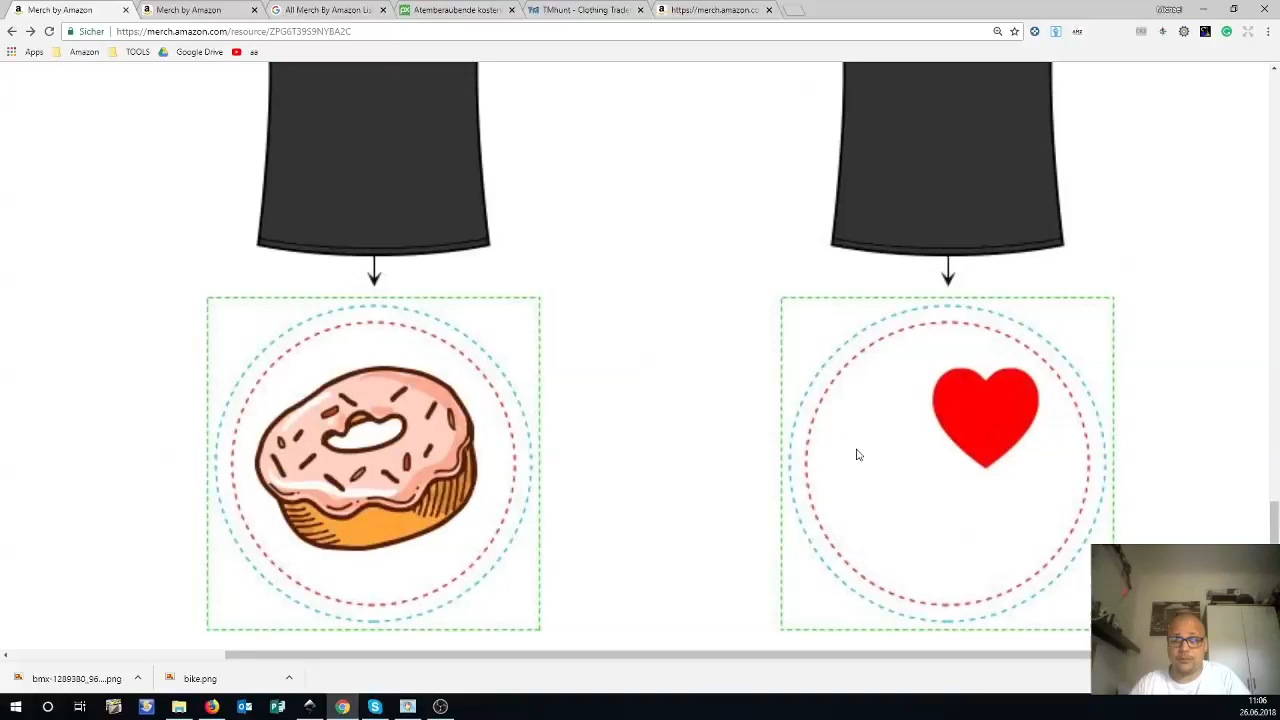 Merch by Amazon
Merch by Amazon
All Merch By Amazon Us
Atemberaubende kosten
TMhunt - Clothing Trade
https://merch.amazon.co
Sicher
https://merch.amazon.com/resource/ZPG6T39S9NYBA2C
Apps
Amazon
TOOLS
Google Drive
aa
bmx-1289380_96....png
bike.png
11:06
26.06.2018